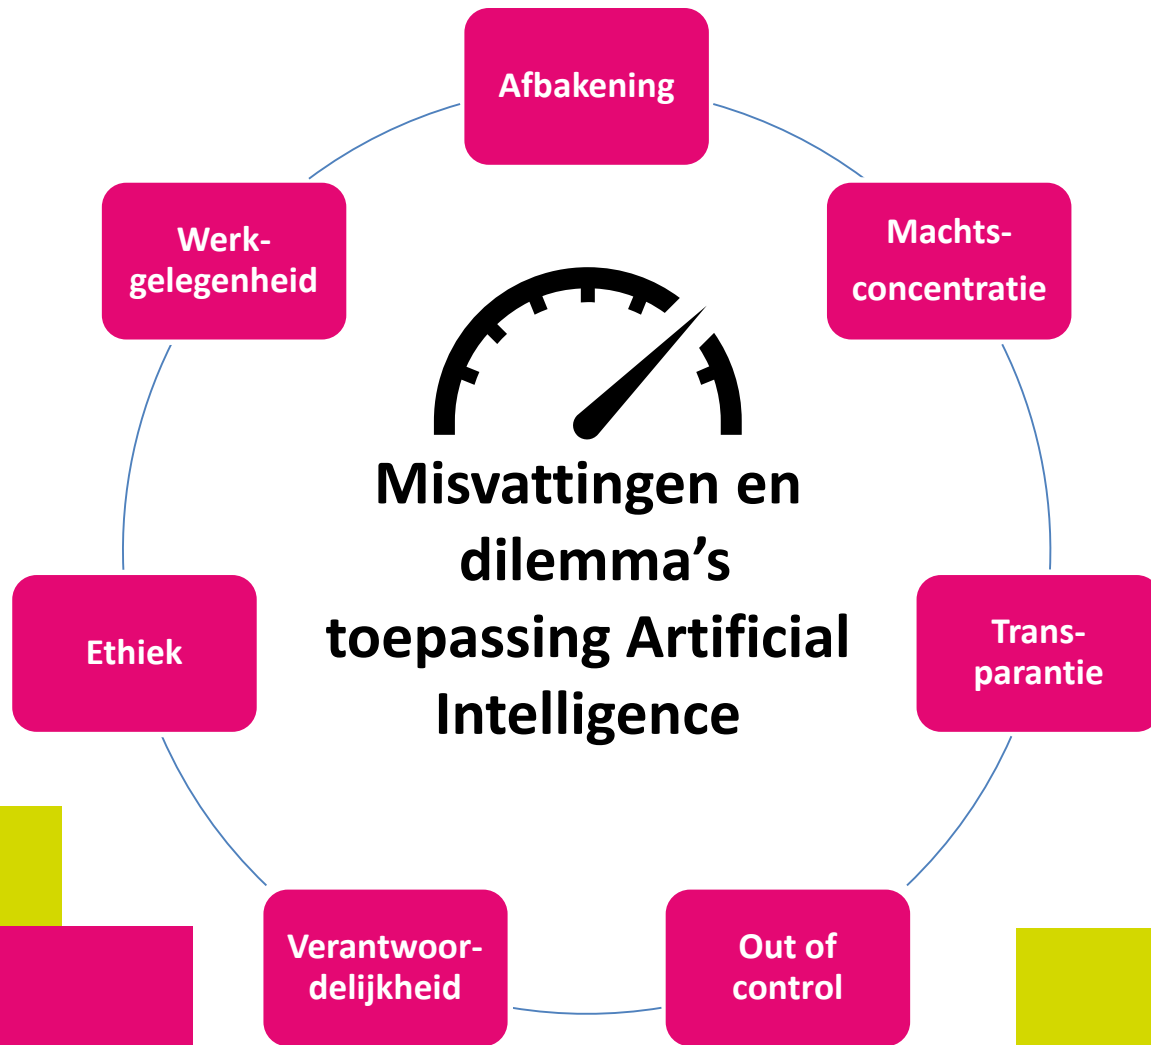 Afbakening
Machts-
concentratie
Trans-
parantie
Out of
control
Verantwoor-
delijkheid
Ethiek
Werk-
gelegenheid
Misvattingen en
dilemma’s
toepassing Artificial
Intelligence